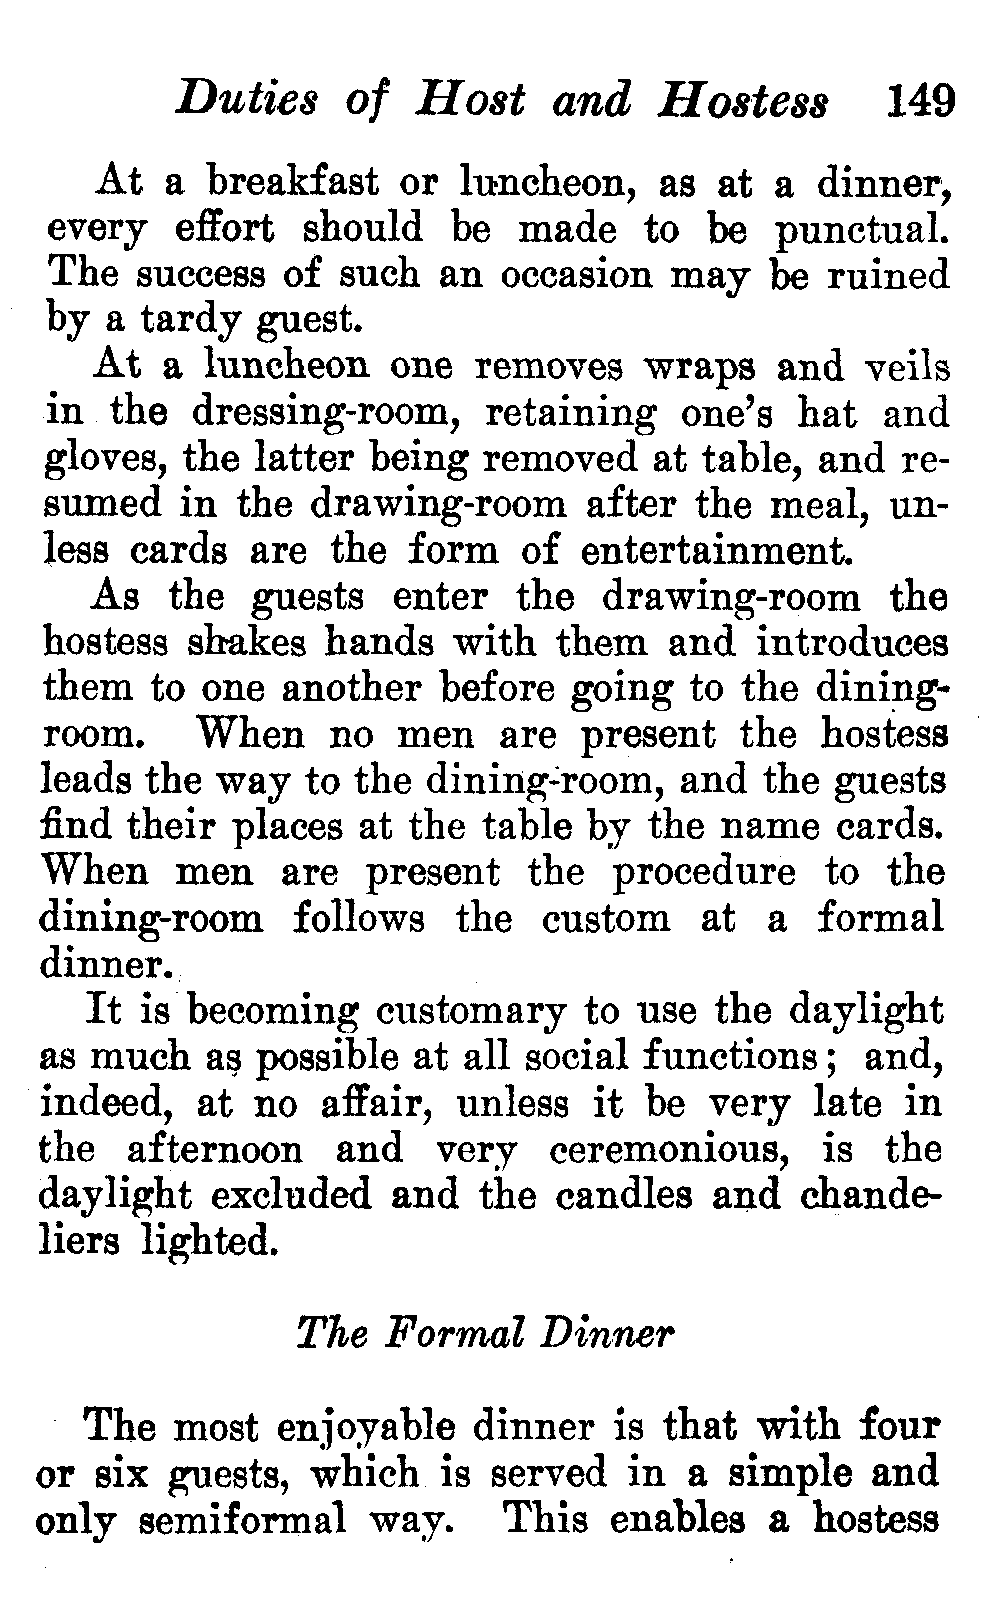 Duties of Host and Hostess 149
At a breakfast or luncheon, as at a dinner,
every effort should be made to be punctual.
The success of such an occasion may be ruined
by a tardy guest.
At a luncheon one removes wraps and veils
in the dressing-room, retaining one's hat and
gloves, the latter being removed at table, and re-
sumed in the drawing-room after the meal, un-
less cards are the form of entertainment.
As the guests enter the drawing-room the
hostess shakes hands with them and introduces
them to one another before going to the dining-
room. When no men are present the hostess
leads the way to the dining-room, and the guests
find their places at the table by the name cards.
When men are present the procedure to the
dining-room follows the custom at a formal
dinner.
It is becoming customary to use the daylight
as much as possible at all social functions; and,
indeed, at no affair, unless it be very late in
the afternoon and very ceremonious, is the
daylight excluded and the candles and chande-
liers lighted.
The Formal Dinner
The most enjoyable dinner is that with four
or six guests, which is served in a simple and
only semiformal way. This enables a hostess